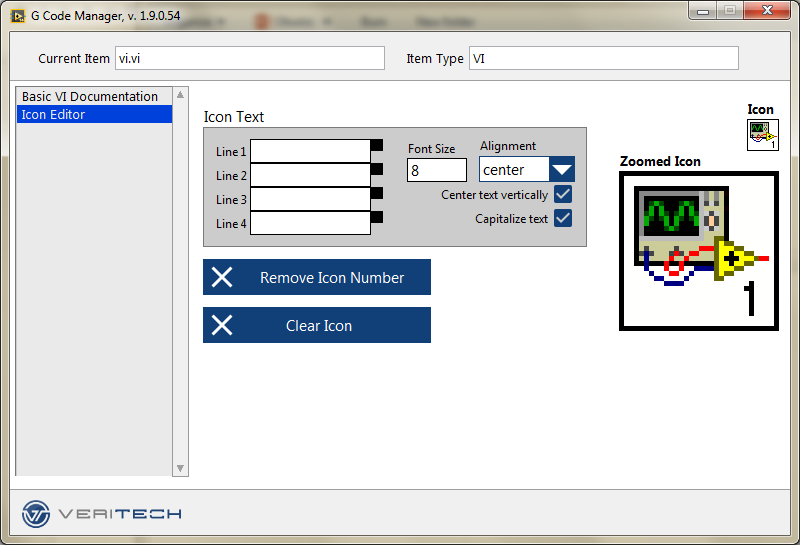 G Code Manager, v. 1.9.0.54
Current Item vi.vi Item Type VI
Basic VI Documentation
Icon Editor
Icon Text
Icon
Line 1
Line 2
Line 3
Line 4
Font Size
8
Alignment
center
Center text vertically
Capitalize text
Zoomed Icon
1
1
Remove Icon Number
Clear Icon
VERITECH